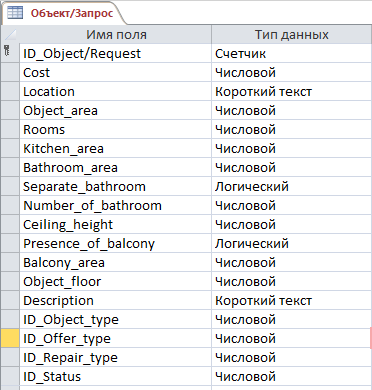 Объект/Запрос
Имя поля Тип данных
ID_Object/Request Счетчик
Cost Числовой
Location Короткий текст
Object_area Числовой
Rooms Числовой
Kitchen_area Числовой
Bathroom_area Числовой
Separate_bathroom Логический
Number_of_bathroom Числовой
Ceiling_height Числовой
Presence_of_balcony Логический
Balcony_area Числовой
Object_floor Числовой
Description Короткий текст
ID_Object_type Числовой
ID_Offer_type Числовой
ID_Repair_type Числовой
ID_Status Числовой